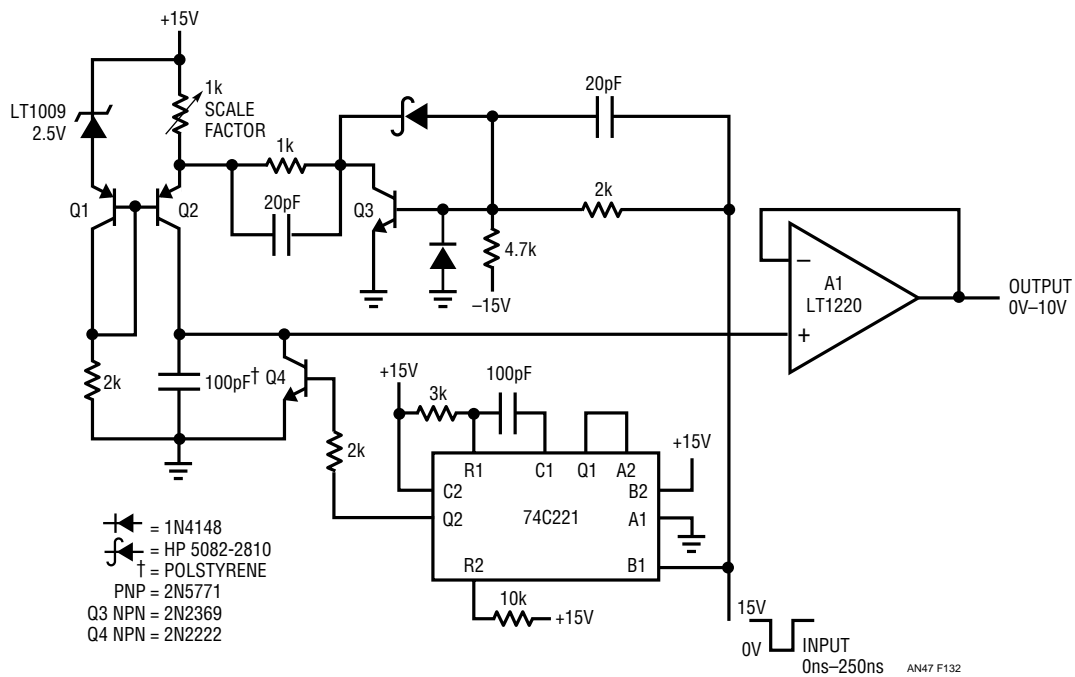 +15V
LT1009
2.5V
1k
SCALE
FACTOR
20pF
1k
Q1
Q2
20pF
Q3
2k
4.7k
–15V
–
A1
LT1220
+
OUTPUT
0V–10V
2k
100pF†
Q4
+15V
3k
100pF
2k
+15V
R1
C1
Q1
A2
C2
B2
Q2
74C221
A1
R2
B1
10k
+15V
= 1N4148
= HP 5082-2810
† = POLSTYRENE
PNP = 2N5771
Q3 NPN = 2N2369
Q4 NPN = 2N2222
15V
0V
INPUT
0ns–250ns
AN47 F132